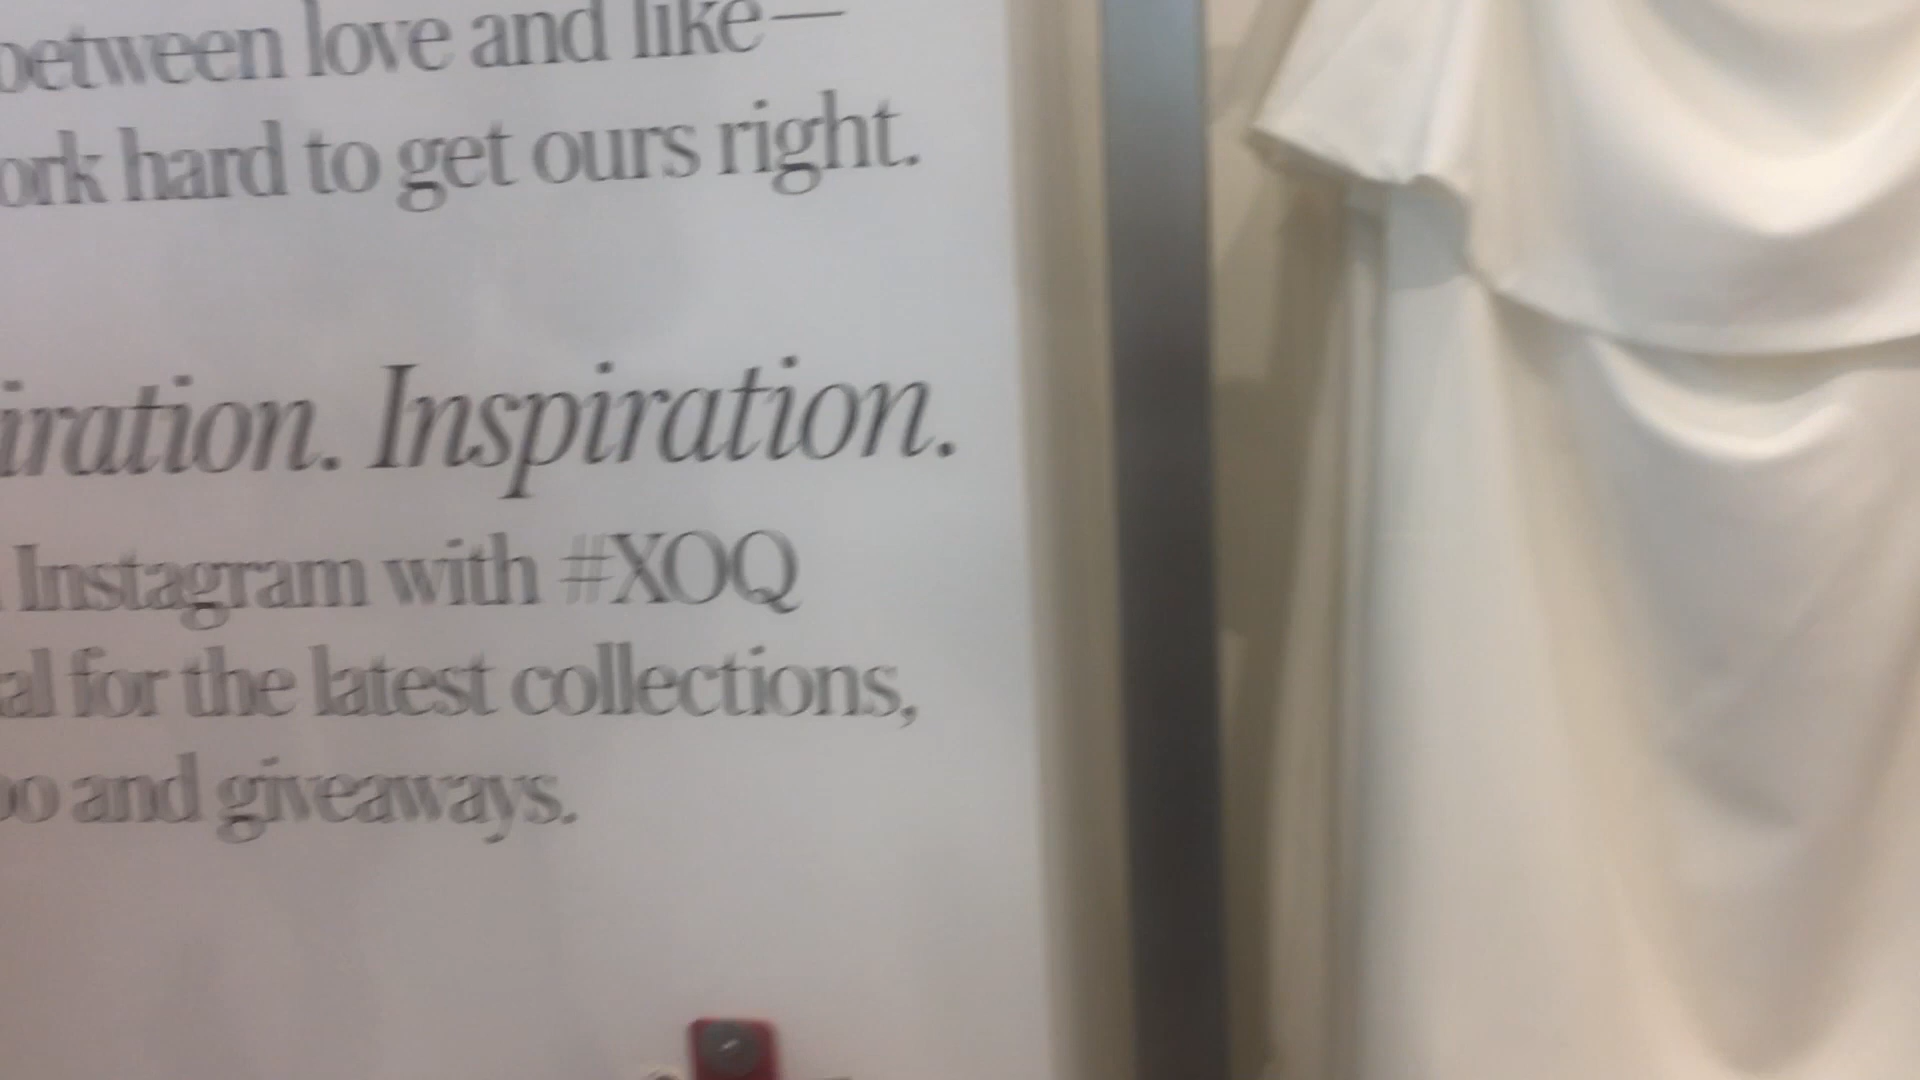 between love and like—
ork hard to get ours right.
iration. Inspiration.
Instagram with #XOQ
al for the latest collections,
oo and giveaways.